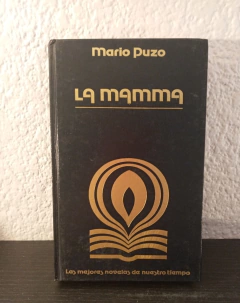 Mario Puzo
La mamma
Las mejores novelas de nuestro tiempo